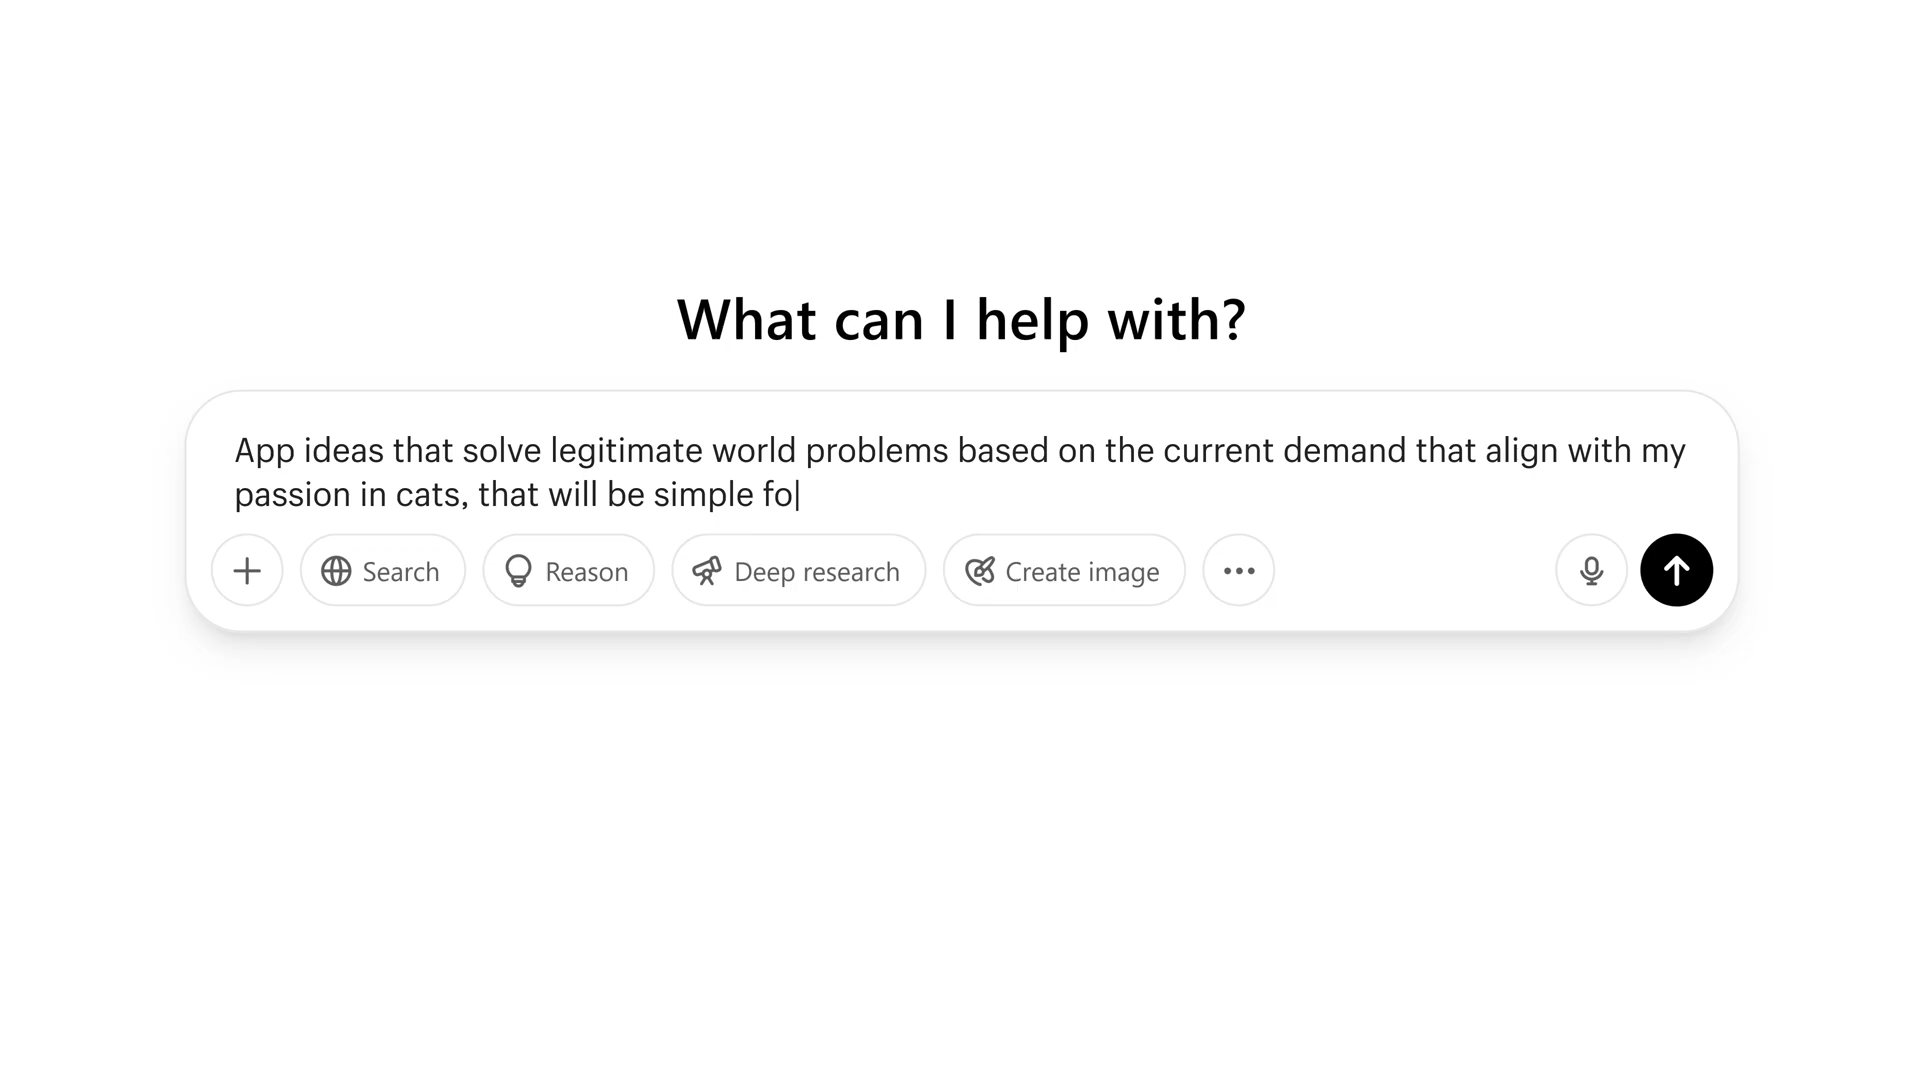 What can I help with?
App ideas that solve legitimate world problems based on the current demand that align with my
passion in cats, that will be simple fo
Search
Reason
Deep research
Create image